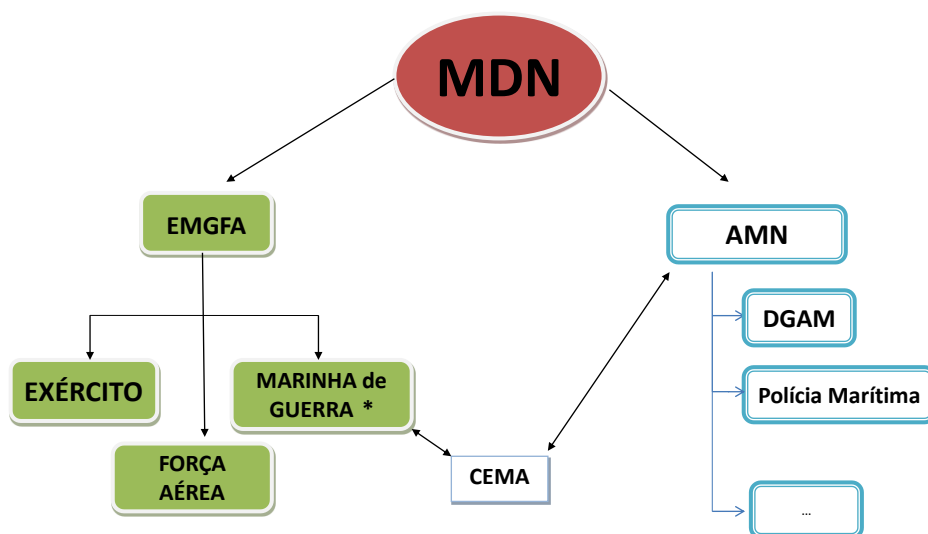 MDN
EMGFA
AMN
DGAM
EXÉRCITO
MARINHA de
GUERRA *
Polícia Marítima
FORÇA
AÉREA
CEMA
...